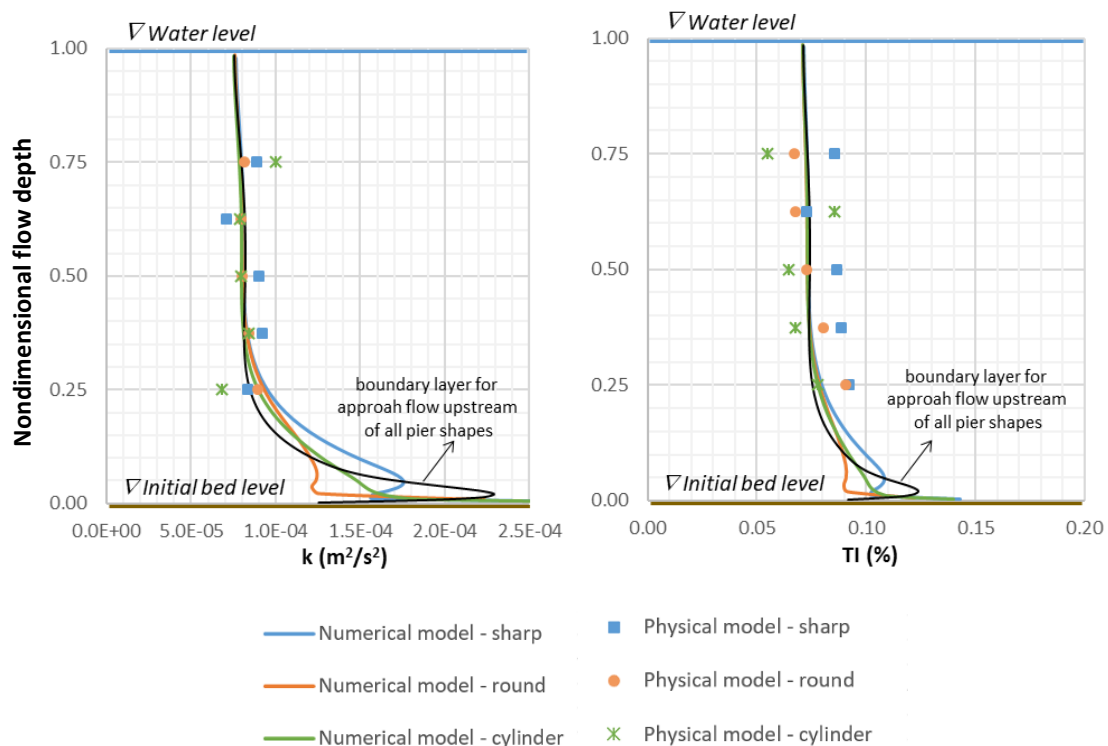 ∇ Water level
1.00
0.75
0.50
0.25
0.00
Nondimensional flow depth
boundary layer for
approah flow upstream
of all pier shapes
∇ Initial bed level
0.0E+00 5.0E-05 1.0E-04 1.5E-04 2.0E-04 2.5E-04
k (m²/s²)
∇ Water level
1.00
0.75
0.50
0.25
0.00
boundary layer for
approah flow upstream
of all pier shapes
∇ Initial bed level
0.00 0.05 0.10 0.15 0.20
TI (%)
Numerical model - sharp
Physical model - sharp
Numerical model - round
Physical model - round
Numerical model - cylinder
Physical model - cylinder